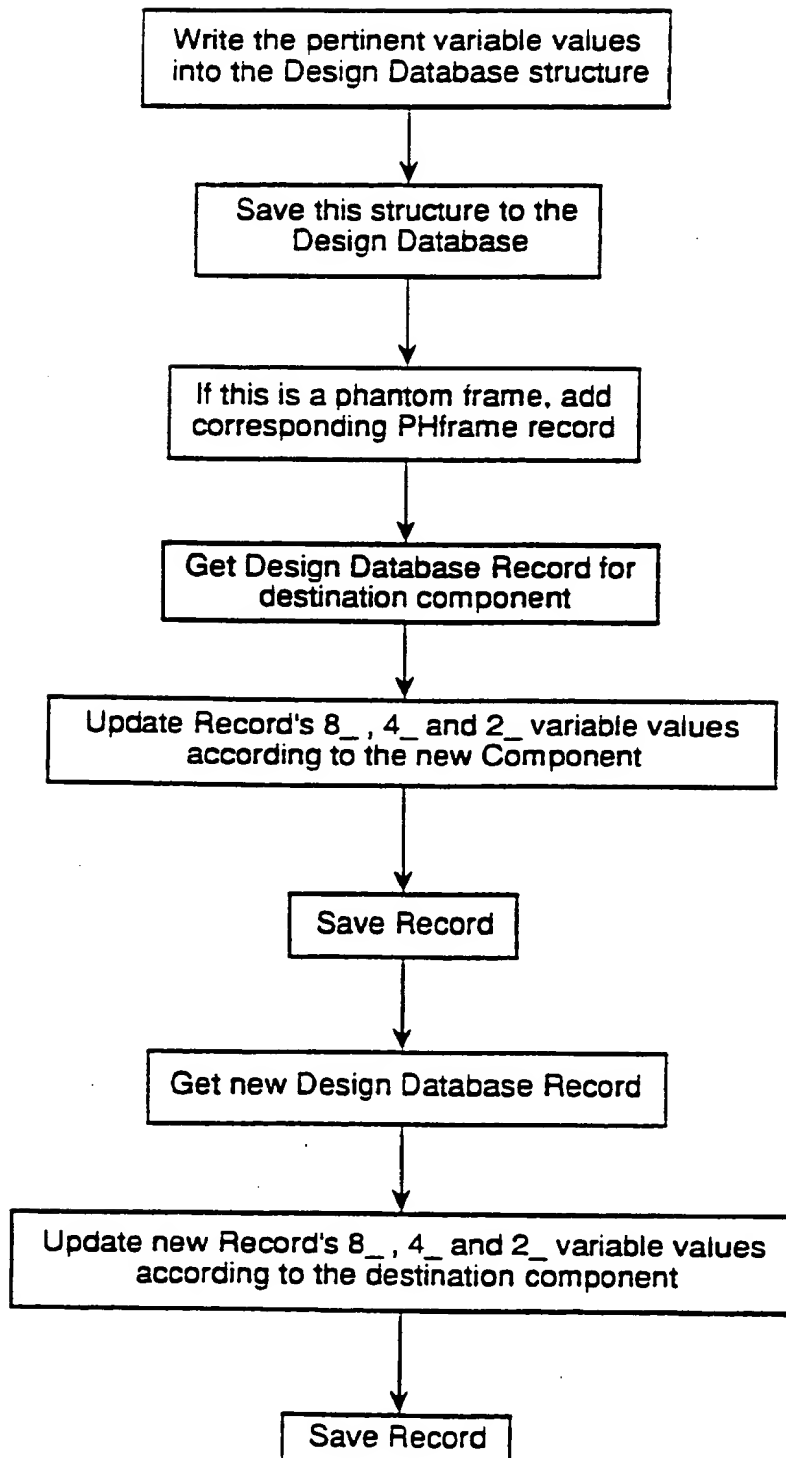 Write the pertinent variable values
into the Design Database structure
Save this structure to the
Design Database
If this is a phantom frame, add
corresponding PHframe record
Get Design Database Record for
destination component
Update Record's 8_ , 4_ and 2_ variable values
according to the new Component
Save Record
Get new Design Database Record
Update new Record's 8_ , 4_ and 2_ variable values
according to the destination component
Save Record